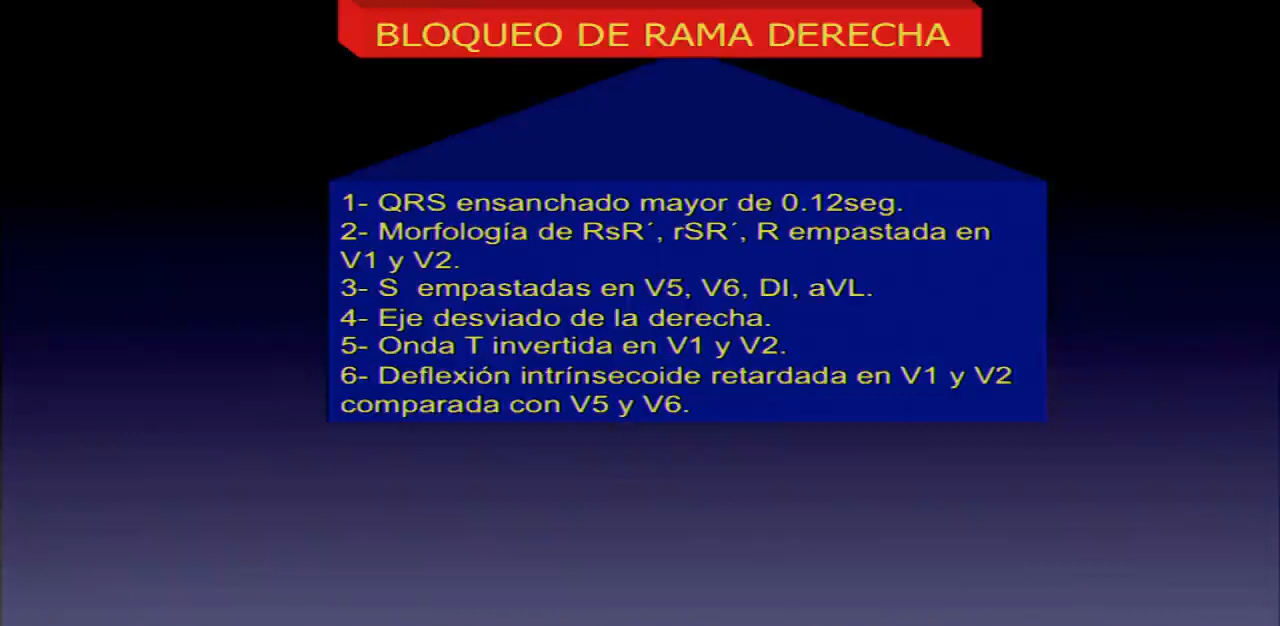 BLOQUEO DE RAMA DERECHA
1- QRS ensanchado mayor de 0.12seg.
2- Morfología de RsR´, rSR´, R empastada en
V1 y V2.
3- S  empastadas en V5, V6, DI, aVL.
4- Eje desviado de la derecha.
5- Onda T invertida en V1 y V2.
6- Deflexión intrínsecoide retardada en V1 y V2
comparada con V5 y V6.